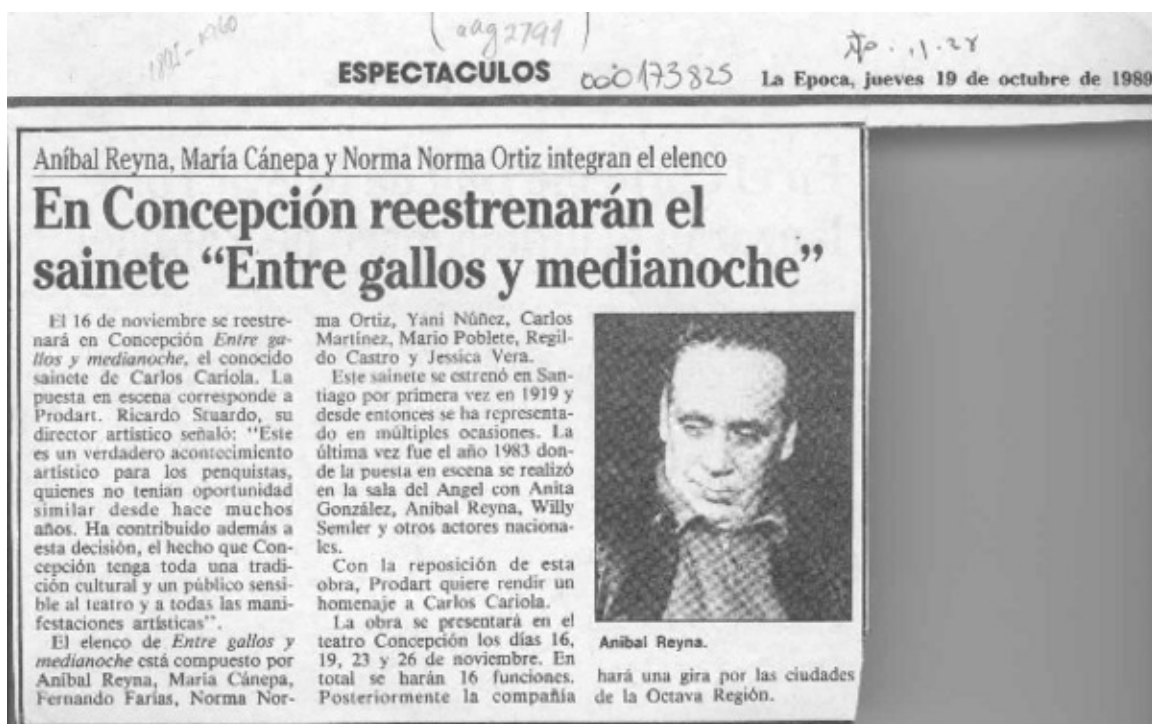 1891-1960
(aag2791)
ESPECTACULOS
000173825
La Epoca, jueves 19 de octubre de 1989
Aníbal Reyna, María Cánepa y Norma Norma Ortiz integran el elenco
En Concepción reestrenarán el
sainete “Entre gallos y medianoche”
El 16 de noviembre se reestre-
nará en Concepción Entre ga-
llos y medianoche, el conocido
sainete de Carlos Cariola. La
puesta en escena corresponde a
Prodart. Ricardo Stuardo, su
director artístico señaló: “Este
es un verdadero acontecimiento
artístico para los penquistas,
quienes no tenían oportunidad
similar desde hace muchos
años. Ha contribuido además a
esta decisión, el hecho que Con-
cepción tenga toda una tradi-
ción cultural y un público sensi-
ble al teatro y a todas las mani-
festaciones artísticas”.
El elenco de Entre gallos y
medianoche está compuesto por
Aníbal Reyna, María Cánepa,
Fernando Farías, Norma Nor-
ma Ortiz, Yani Núñez, Carlos
Martínez, Mario Poblete, Regil-
do Castro y Jessica Vera.
Este sainete se estrenó en San-
tiago por primera vez en 1919 y
desde entonces se ha representa-
do en múltiples ocasiones. La
última vez fue el año 1983 don-
de la puesta en escena se realizó
en la sala del Angel con Anita
González, Aníbal Reyna, Willy
Semler y otros actores naciona-
les.
Con la reposición de esta
obra, Prodart quiere rendir un
homenaje a Carlos Cariola.
La obra se presentará en el
teatro Concepción los días 16,
19, 23 y 26 de noviembre. En
total se harán 16 funciones.
Posteriormente la compañía
Aníbal Reyna.
hará una gira por las ciudades
de la Octava Región.